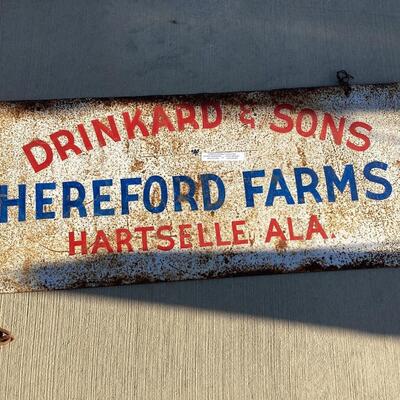 DRINKARD & SONS
HEREFORD FARMS
HARTSELLE, ALA.